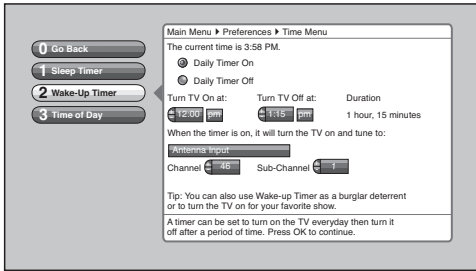 Main Menu ▸ Preferences ▸ Time Menu
0 Go Back
1 Sleep Timer
2 Wake-Up Timer
3 Time of Day
The current time is 3:58 PM.
Daily Timer On
Daily Timer Off
Turn TV On at: Turn TV Off at: Duration
12:00 pm 1:15 pm 1 hour, 15 minutes
When the timer is on, it will turn the TV on and tune to:
Antenna Input
Channel 46 Sub-Channel 1
Tip: You can also use Wake-up Timer as a burglar deterrent
or to turn the TV on for your favorite show.
A timer can be set to turn on the TV everyday then turn it
off after a period of time. Press OK to continue.